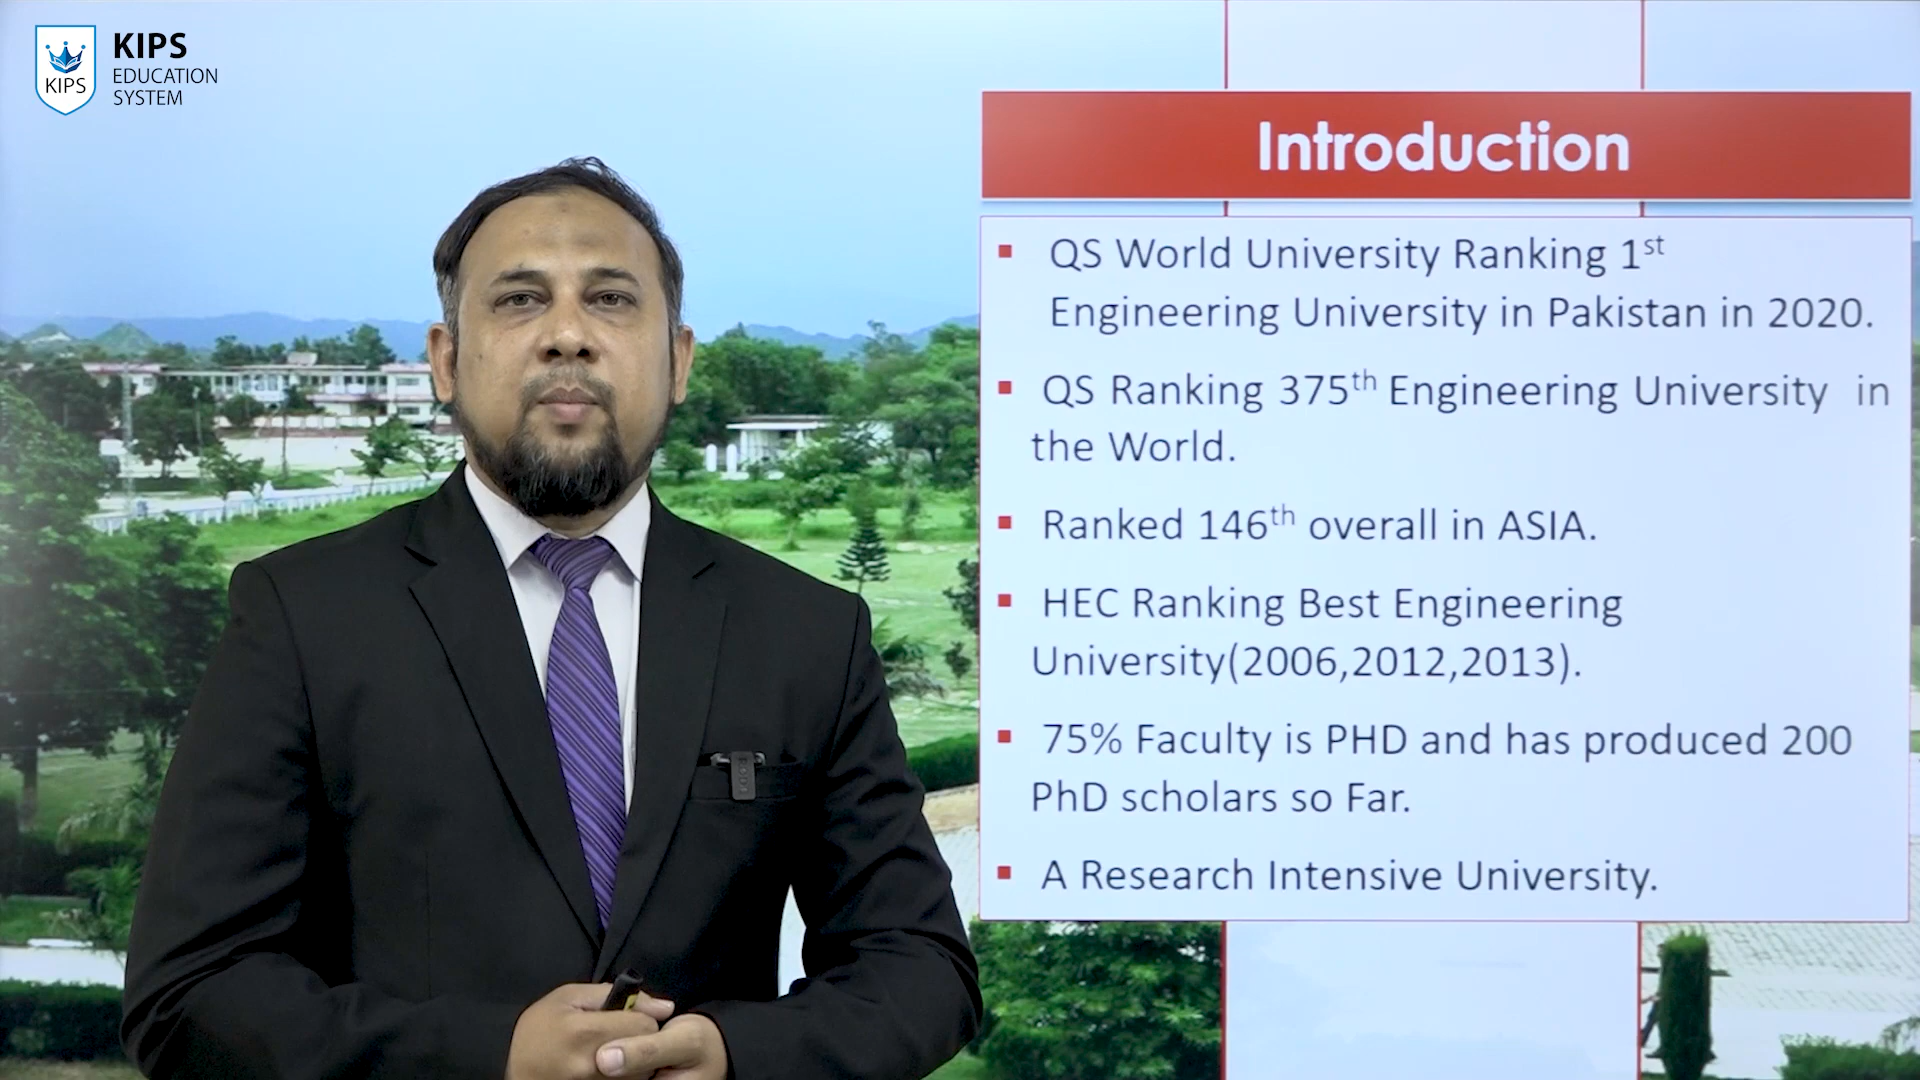 KIPS
KIPS
EDUCATION
SYSTEM
Introduction
QS World University Ranking 1st
Engineering University in Pakistan in 2020.
QS Ranking 375th Engineering University in
the World.
Ranked 146th overall in ASIA.
HEC Ranking Best Engineering
University(2006,2012,2013).
75% Faculty is PHD and has produced 200
PhD scholars so Far.
A Research Intensive University.